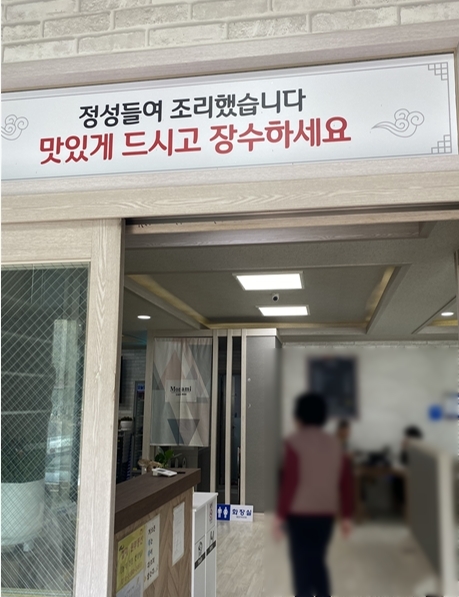 정성들여 조리했습니다
맛있게 드시고 장수하세요
화장실